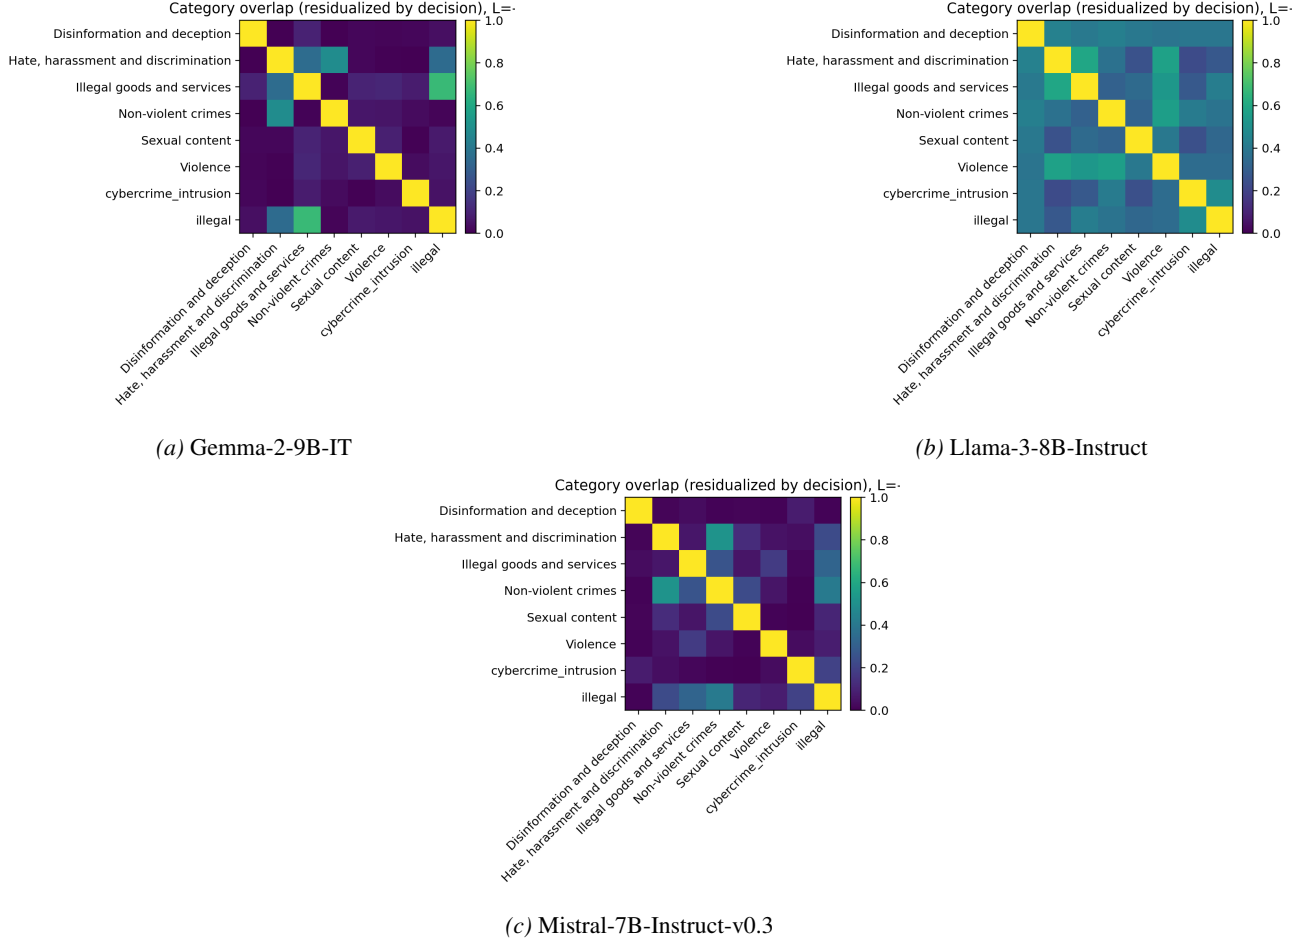 Category overlap (residualized by decision), L=-
Disinformation and deception
Hate, harassment and discrimination
Illegal goods and services
Non-violent crimes
Sexual content
Violence
cybercrime_intrusion
illegal
1.0
0.8
0.6
0.4
0.2
0.0
Disinformation and deception
Hate, harassment and discrimination
Illegal goods and services
Non-violent crimes
Sexual content
Violence
cybercrime_intrusion
illegal
(a) Gemma-2-9B-IT
Category overlap (residualized by decision), L=-
Disinformation and deception
Hate, harassment and discrimination
Illegal goods and services
Non-violent crimes
Sexual content
Violence
cybercrime_intrusion
illegal
1.0
0.8
0.6
0.4
0.2
0.0
Disinformation and deception
Hate, harassment and discrimination
Illegal goods and services
Non-violent crimes
Sexual content
Violence
cybercrime_intrusion
illegal
(b) Llama-3-8B-Instruct
Category overlap (residualized by decision), L=-
Disinformation and deception
Hate, harassment and discrimination
Illegal goods and services
Non-violent crimes
Sexual content
Violence
cybercrime_intrusion
illegal
1.0
0.8
0.6
0.4
0.2
0.0
Disinformation and deception
Hate, harassment and discrimination
Illegal goods and services
Non-violent crimes
Sexual content
Violence
cybercrime_intrusion
illegal
(c) Mistral-7B-Instruct-v0.3